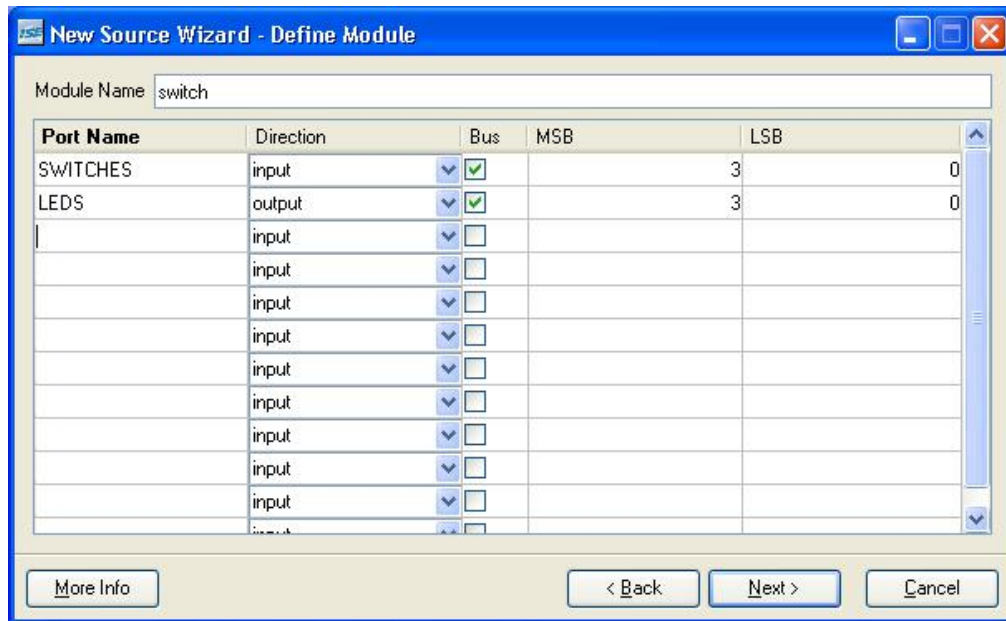 ISE New Source Wizard - Define Module
Module Name switch
Port Name Direction Bus MSB LSB
SWITCHES input 3 0
LEDS output 3 0
input
input
input
input
input
input
input
input
input
More Info < Back Next > Cancel